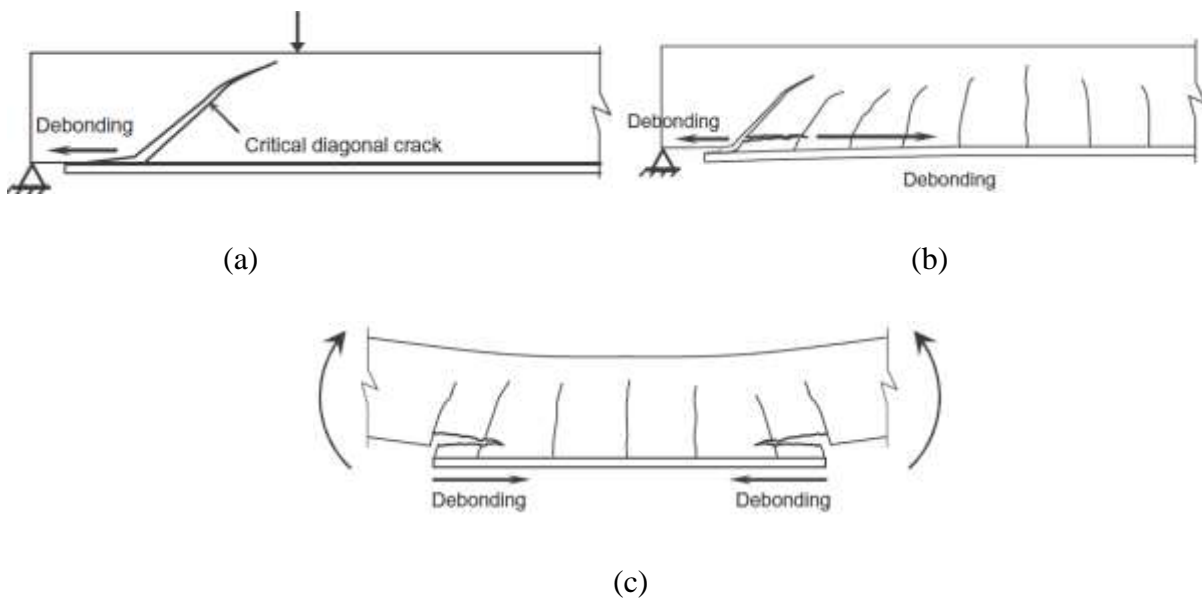 Debonding
Critical diagonal crack
(a)
Debonding
Debonding
(b)
Debonding
Debonding
(c)